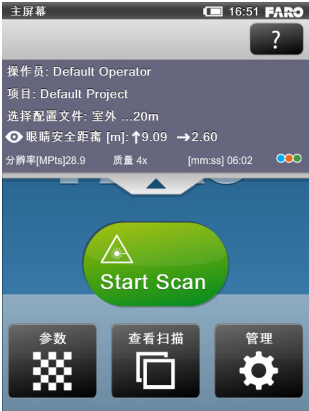 主屏幕 16:51 FARO
?
操作员: Default Operator
项目: Default Project
选择配置文件: 室外 ...20m
眼睛安全距离 [m]:↑9.09 →2.60
分辨率[MPts]28.9 质量 4x [mm:ss] 06:02
Start Scan
参数 查看扫描 管理